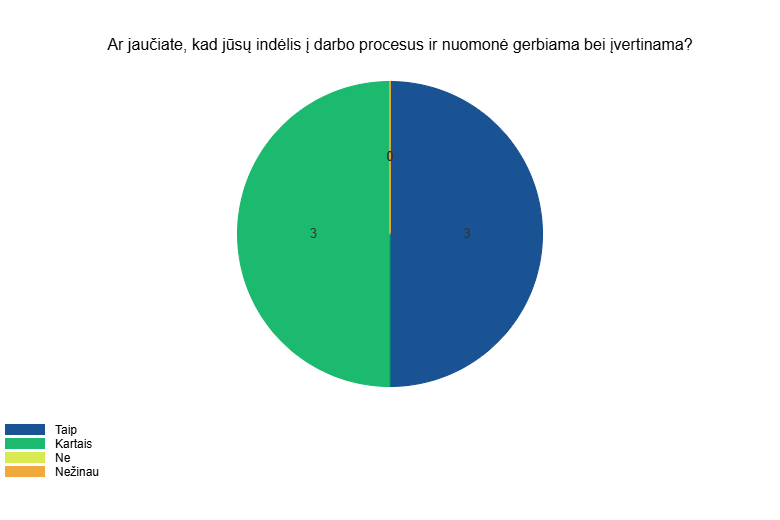 Ar jaučiate, kad jūsų indėlis į darbo procesus ir nuomonė gerbiama bei įvertinama?
0
3
3
Taip
Kartais
Ne
Nežinau